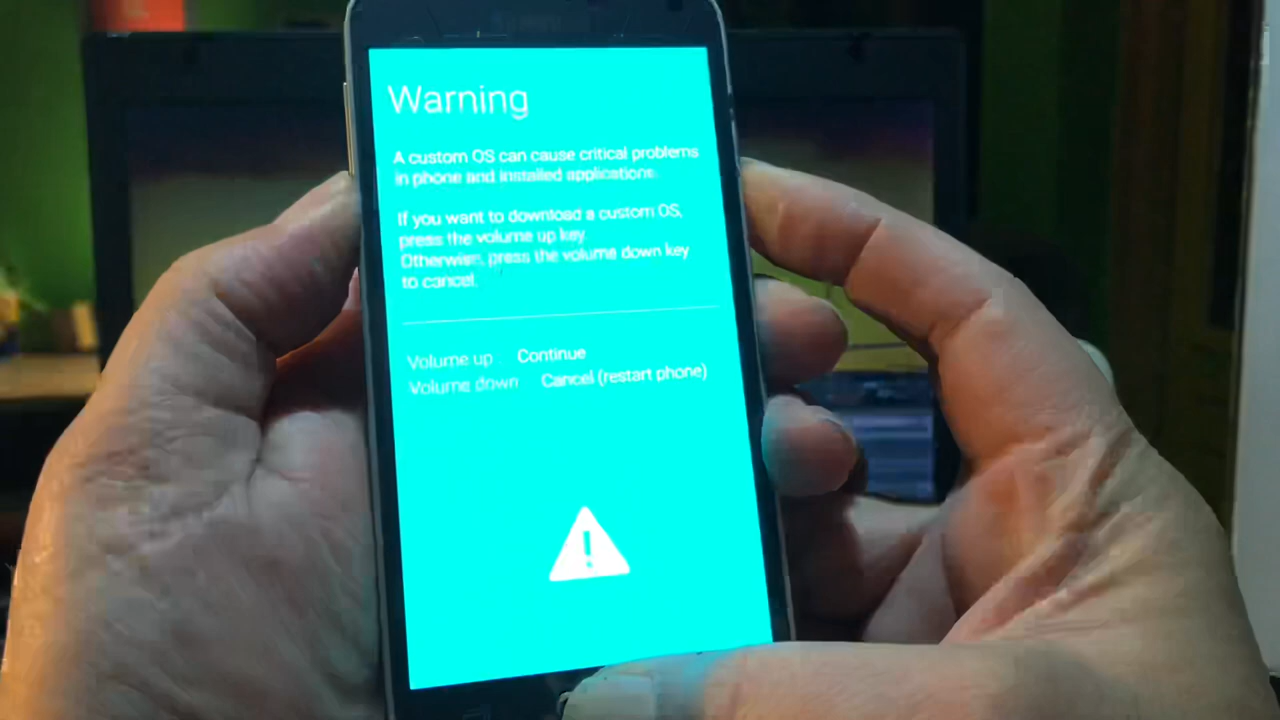 Warning
A custom OS can cause critical problems
in phone and installed applications.
If you want to download a custom OS,
press the volume up key.
Otherwise, press the volume down key
to cancel.
Volume up Continue
Volume down Cancel (restart phone)